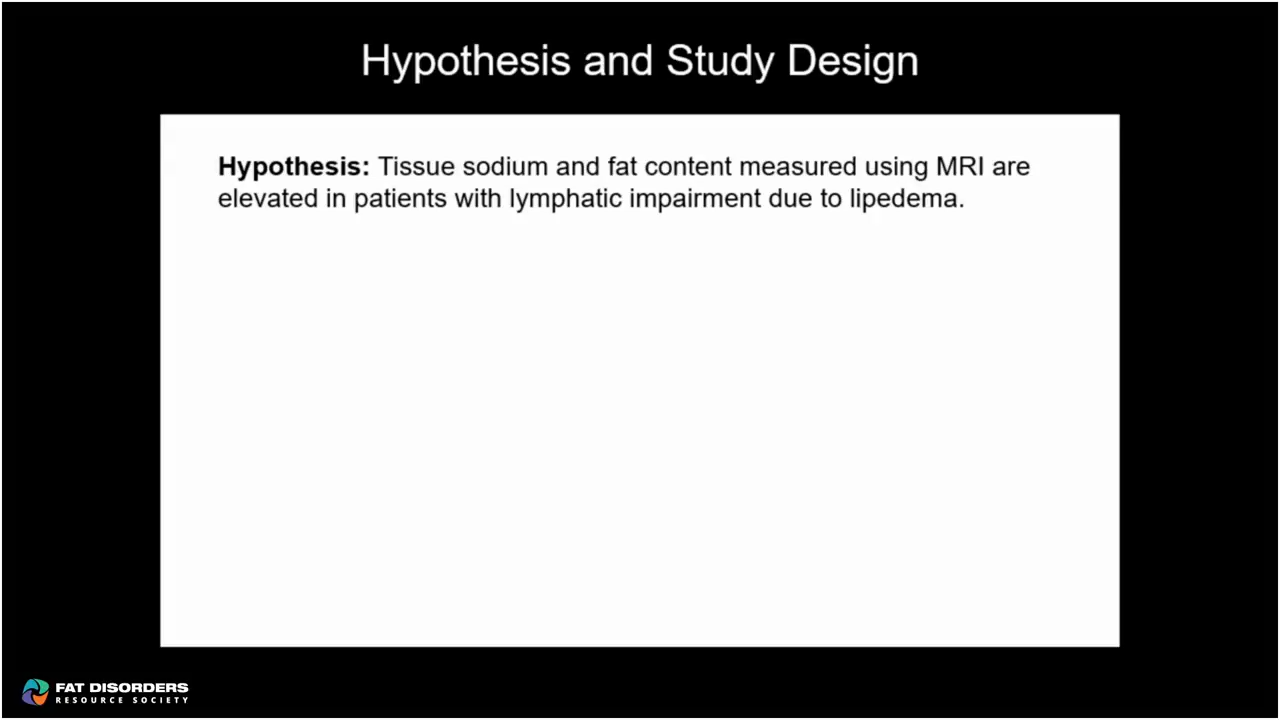 Hypothesis and Study Design
Hypothesis: Tissue sodium and fat content measured using MRI are
elevated in patients with lymphatic impairment due to lipedema.
FAT DISORDERS
RESOURCE SOCIETY